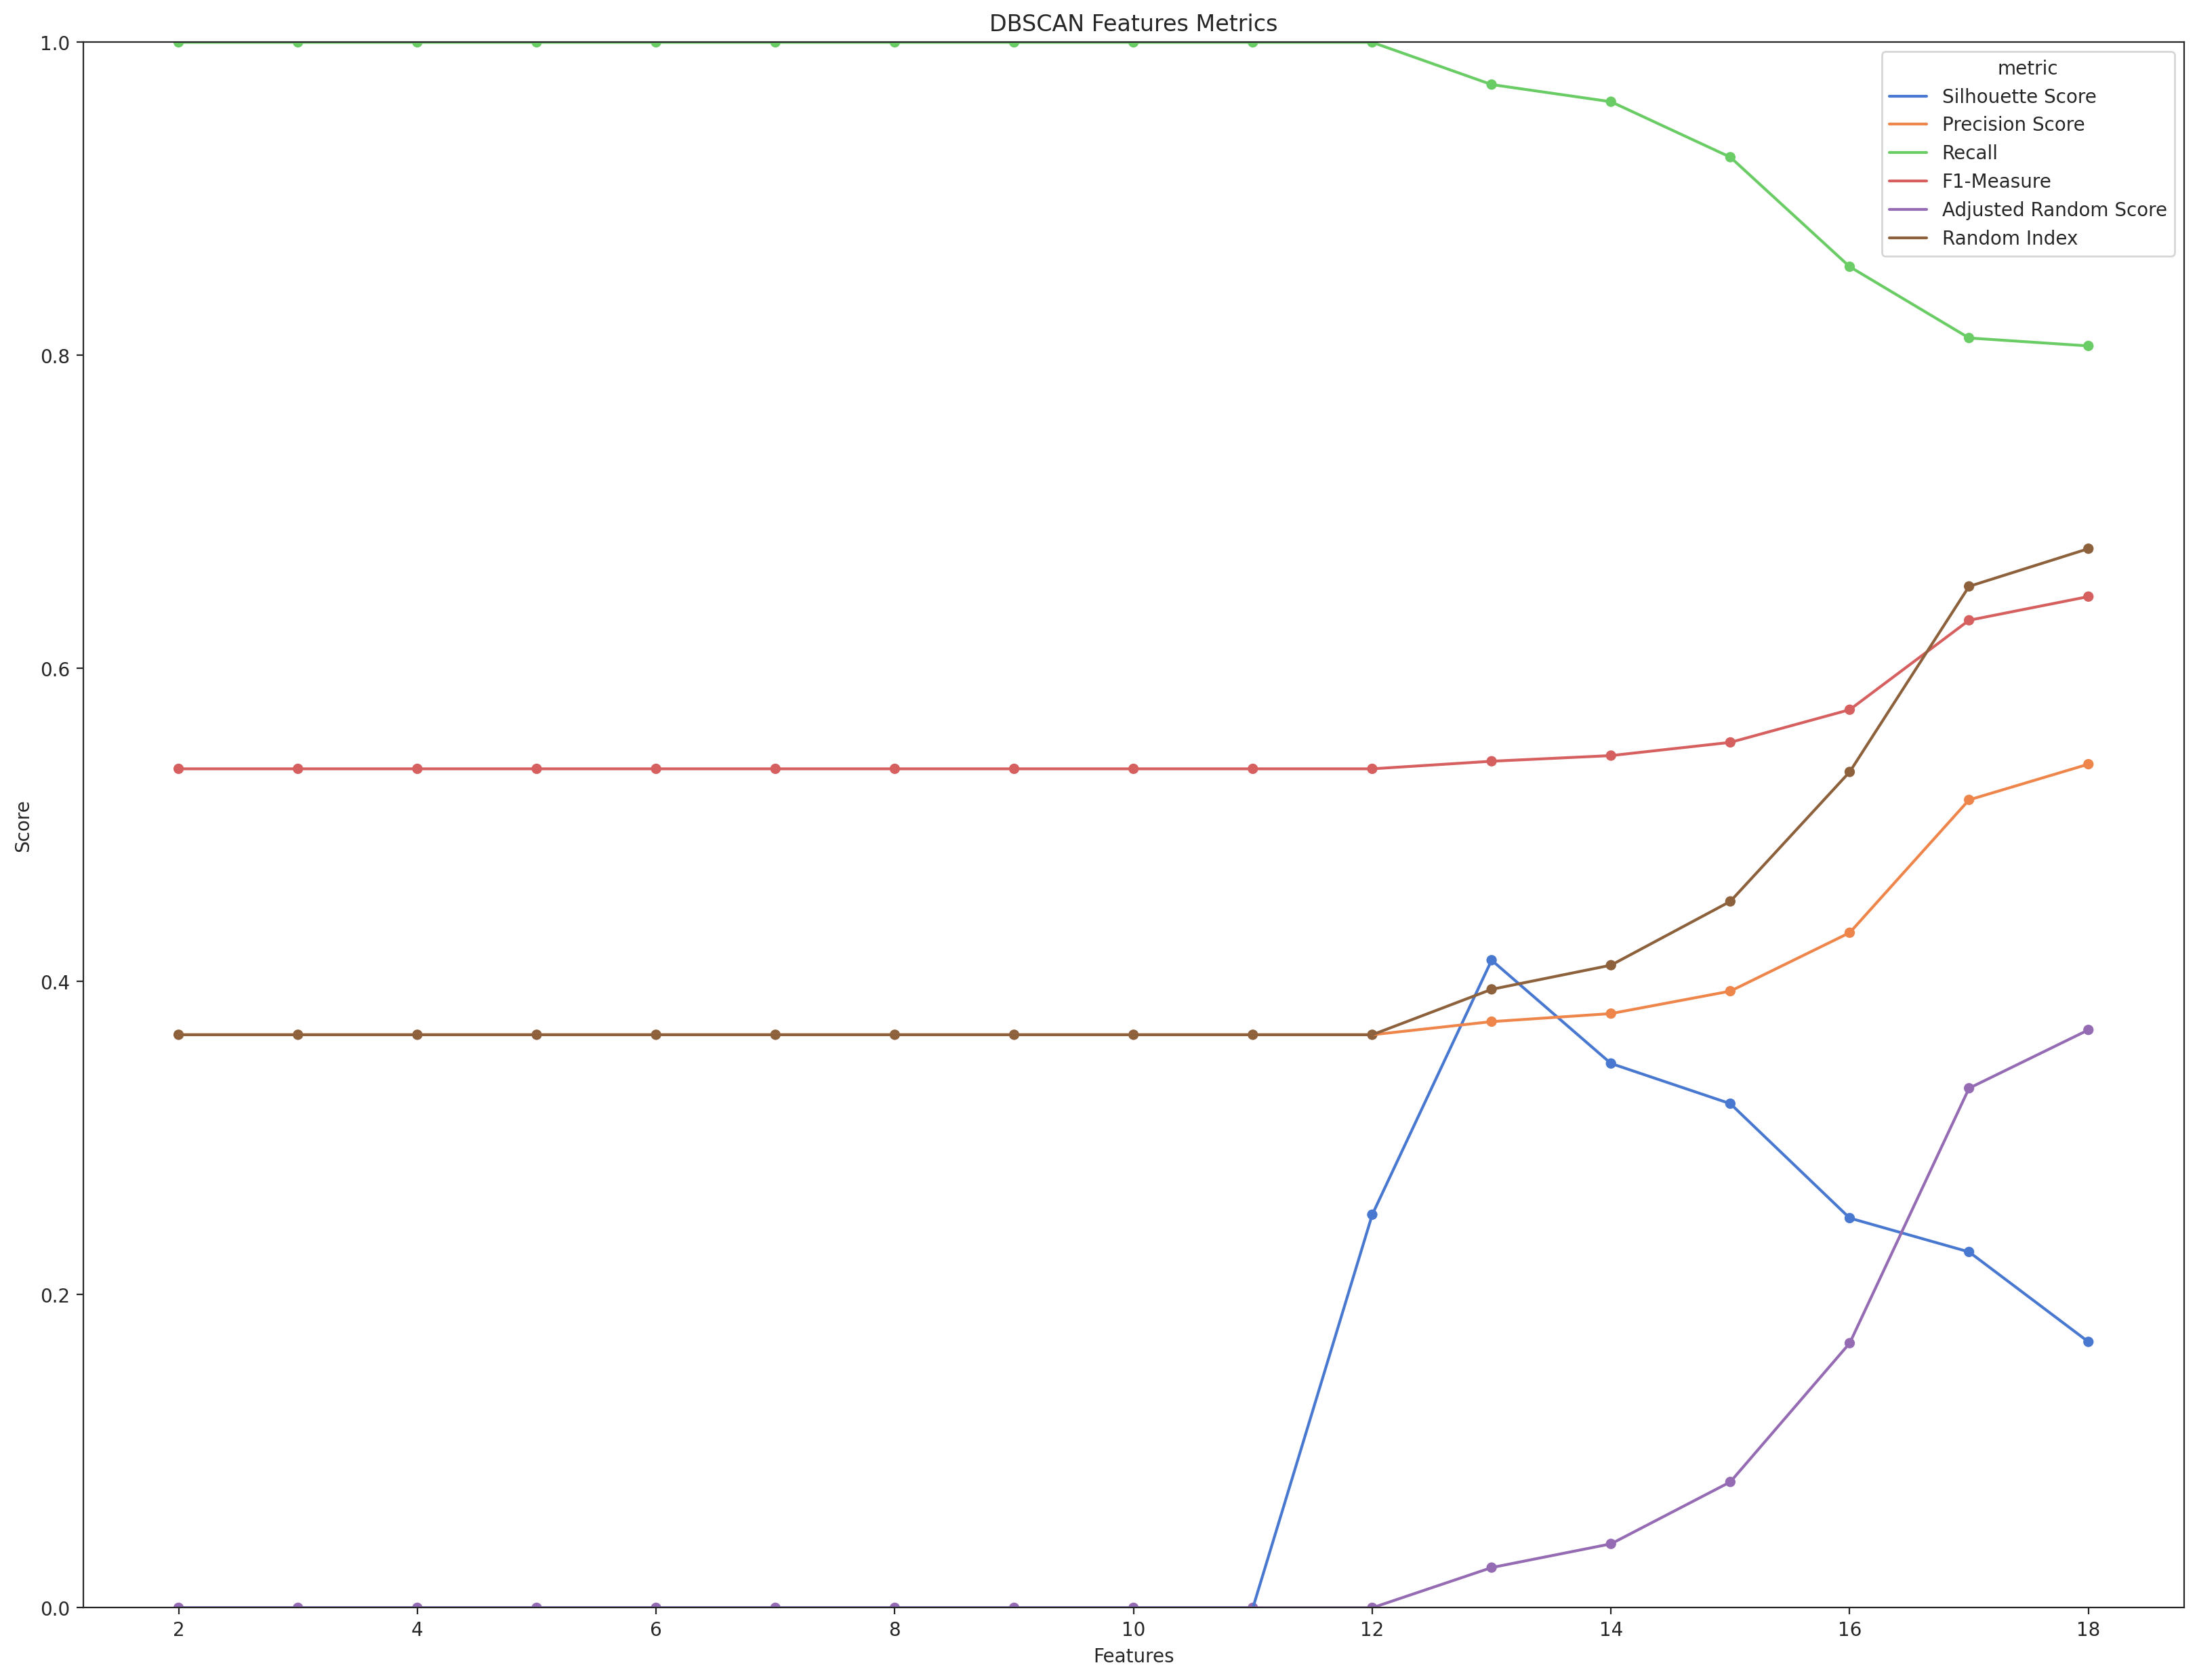 DBSCAN Features Metrics
metric
Silhouette Score
Precision Score
Recall
F1-Measure
Adjusted Random Score
Random Index
Score
1.0
0.8
0.6
0.4
0.2
0.0
2 4 6 8 10 12 14 16 18
Features